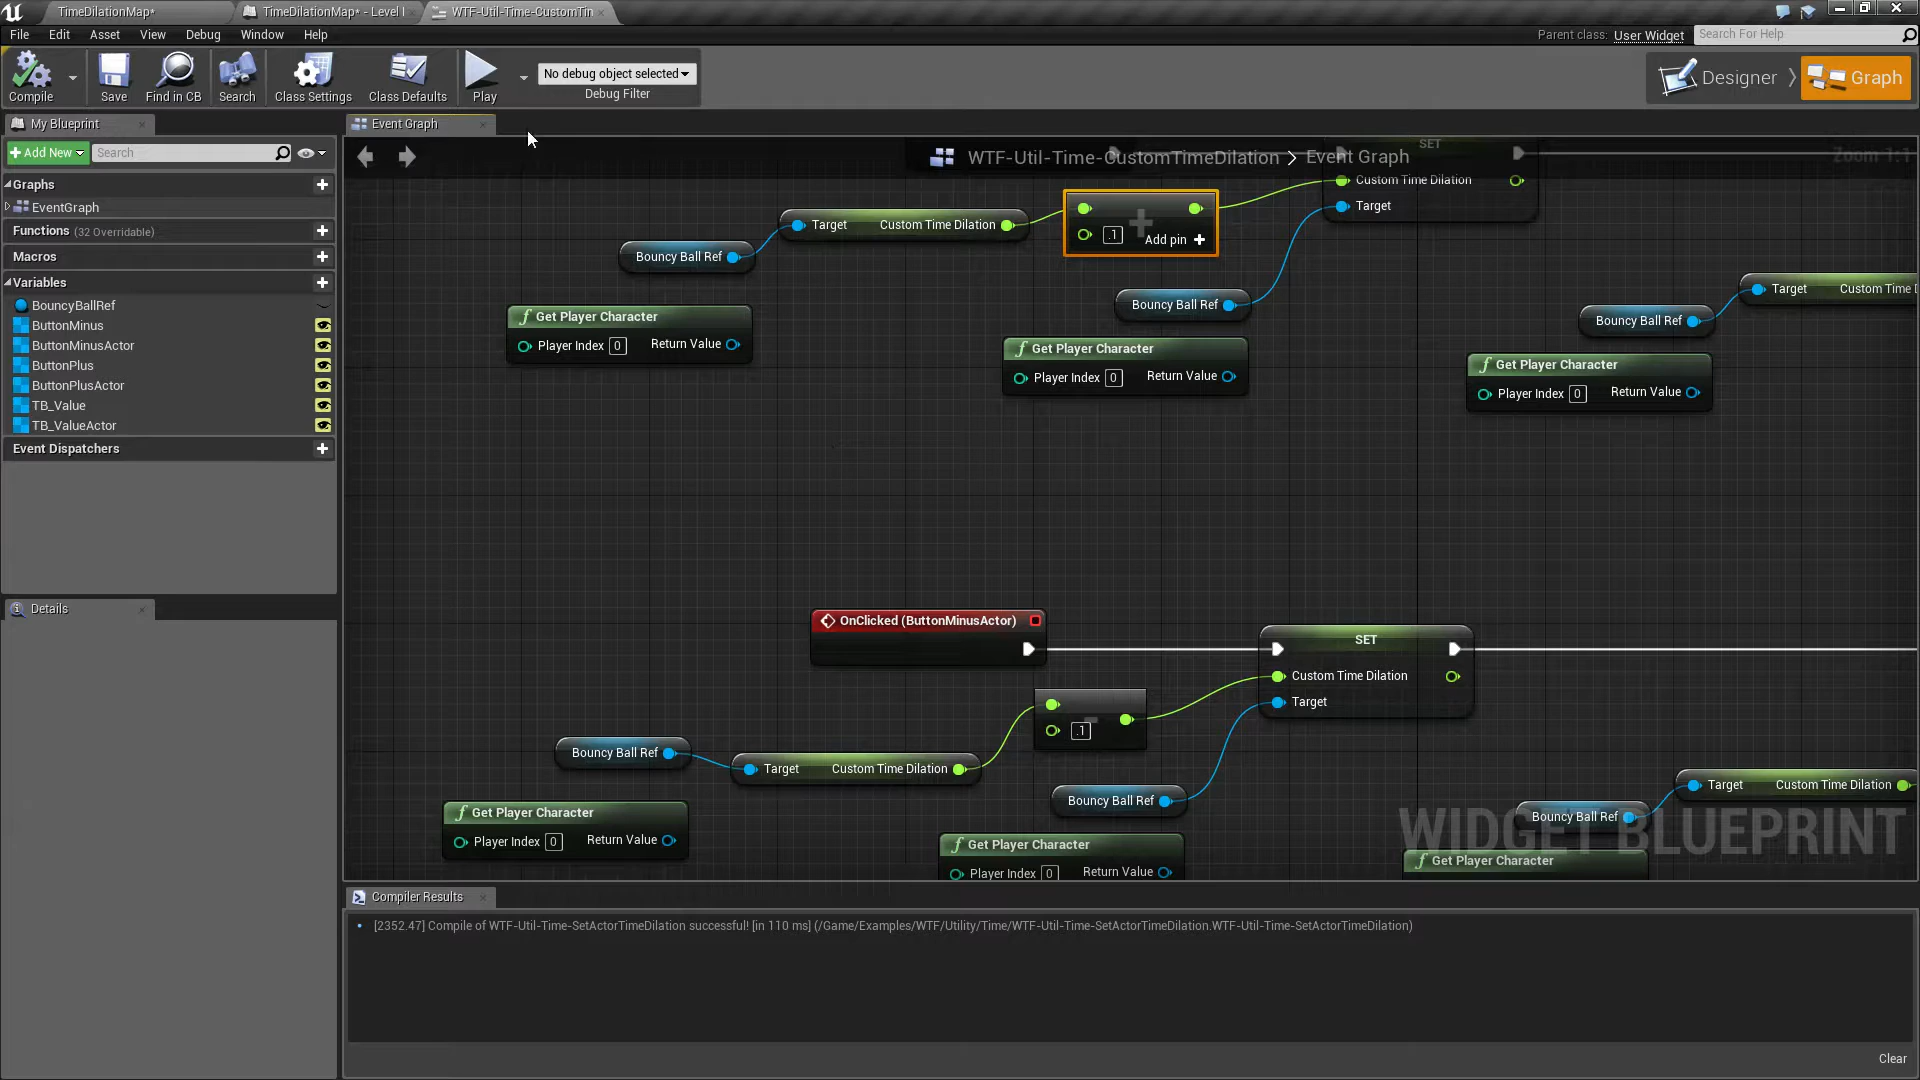 TimeDilationMap*
TimeDilationMap* - Level
WTF-Util-Time-CustomTin
File Edit Asset View Debug Window Help
Parent class: User Widget
Search For Help
Compile
Save
Find in CB
Search
Class Settings
Class Defaults
Play
No debug object selected
Debug Filter
Designer
Graph
My Blueprint
Event Graph
Add New
Search
WTF-Util-Time-CustomTimeDilation > Event Graph
Zoom 1:1
Graphs
EventGraph
Functions (32 Overridable)
Macros
Variables
BouncyBallRef
ButtonMinus
ButtonMinusActor
ButtonPlus
ButtonPlusActor
TB_Value
TB_ValueActor
Event Dispatchers
Details
SET
Custom Time Dilation
Target
Target Custom Time Dilation
.1 Add pin +
Bouncy Ball Ref
Bouncy Ball Ref
Target Custom Time
Bouncy Ball Ref
Get Player Character
Player Index 0 Return Value
Get Player Character
Player Index 0 Return Value
Get Player Character
Player Index 0 Return Value
OnClicked (ButtonMinusActor)
SET
Custom Time Dilation
Target
.1
Bouncy Ball Ref
Target Custom Time Dilation
Bouncy Ball Ref
Target Custom Time Dilation
Bouncy Ball Ref
Get Player Character
Player Index 0 Return Value
Get Player Character
Player Index 0 Return Value
Get Player Character
WIDGET BLUEPRINT
Compiler Results
[2352.47] Compile of WTF-Util-Time-SetActorTimeDilation successful! [in 110 ms] (/Game/Examples/WTF/Utility/Time/WTF-Util-Time-SetActorTimeDilation.WTF-Util-Time-SetActorTimeDilation)
Clear